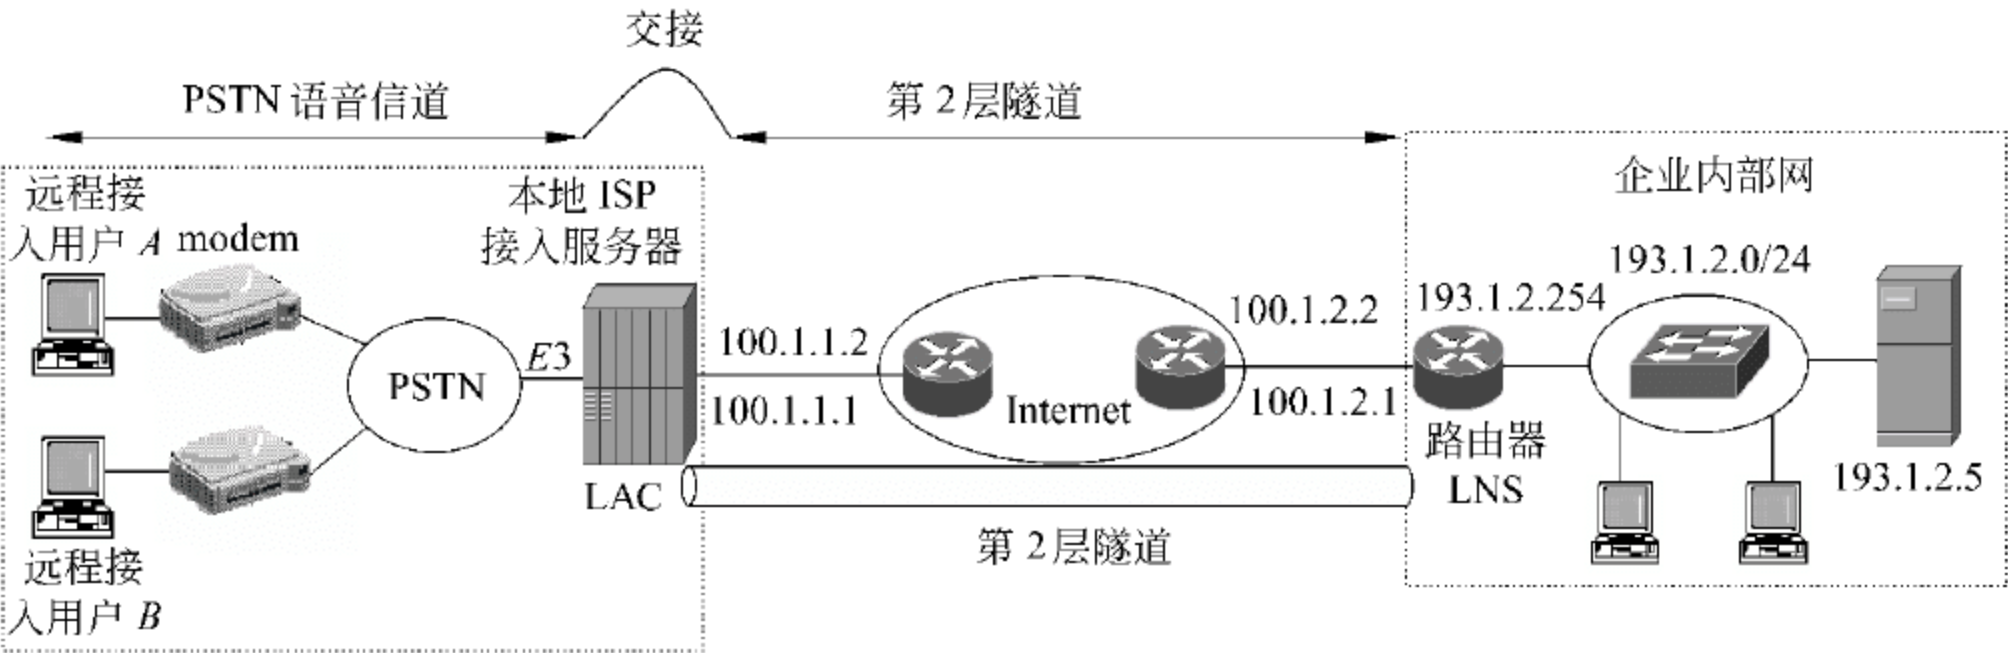 交接
PSTN 语音信道
第 2 层隧道
远程接
入用户 A
modem
本地 ISP
接入服务器
企业内部网
193.1.2.0/24
100.1.2.2
193.1.2.254
E3
100.1.1.2
PSTN
100.1.1.1
Internet
100.1.2.1
路由器
LNS
193.1.2.5
LAC
第 2 层隧道
远程接
入用户 B